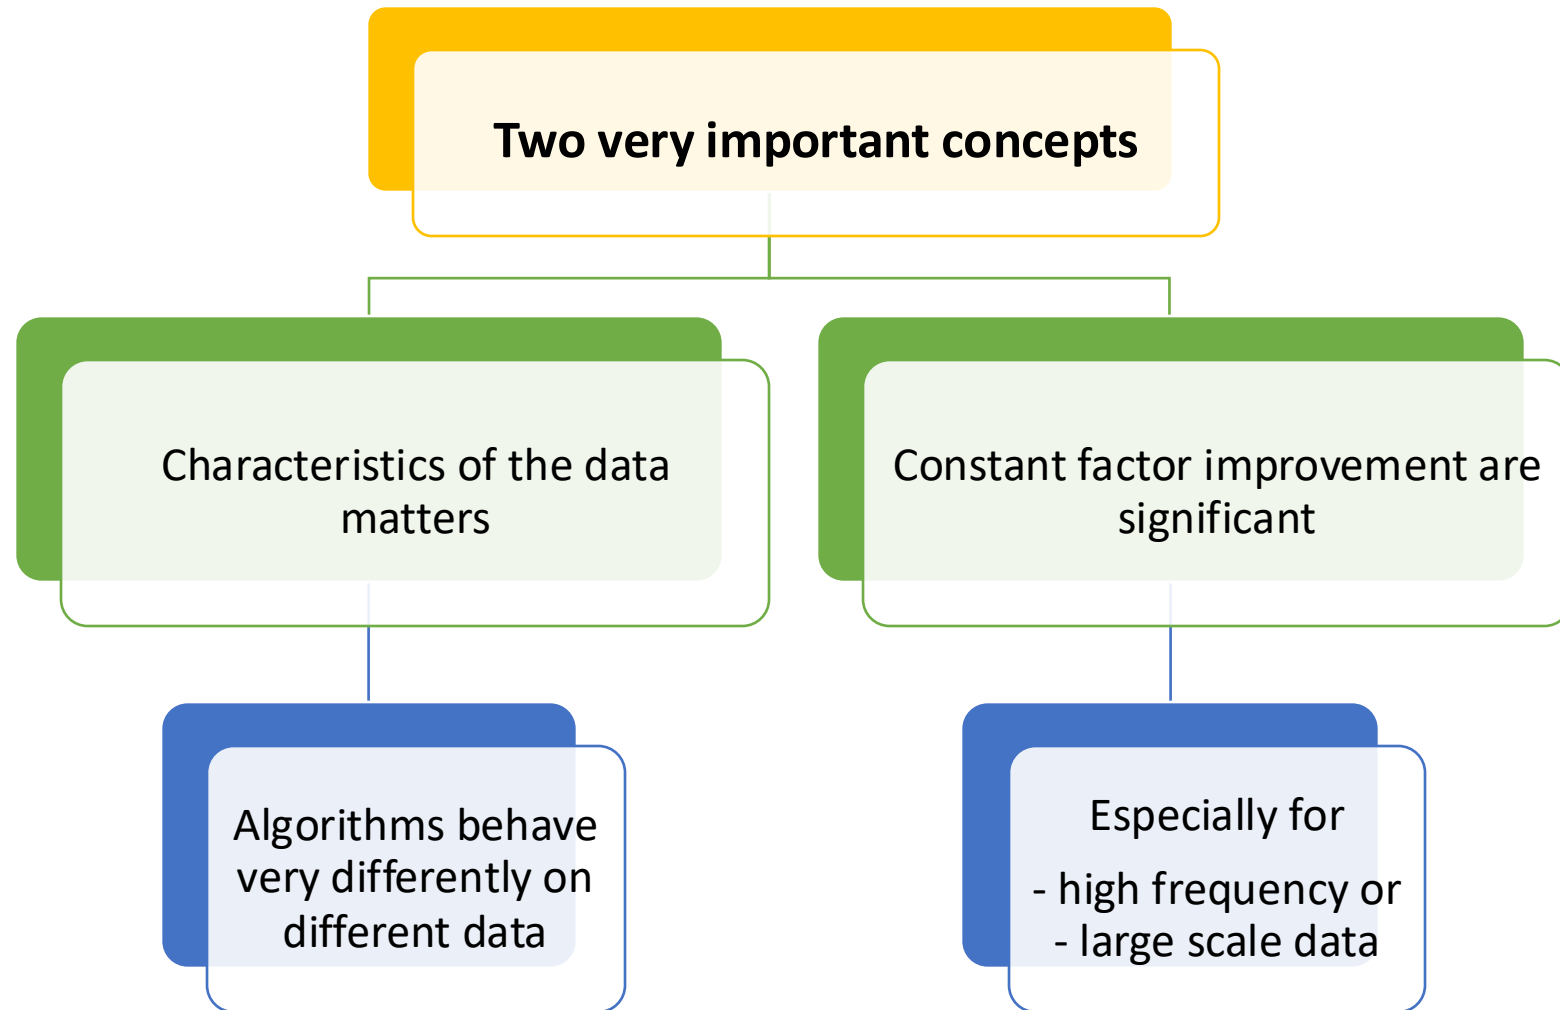 Two very important concepts
Characteristics of the data
matters
Constant factor improvement are
significant
Algorithms behave
very differently on
different data
Especially for
- high frequency or
- large scale data